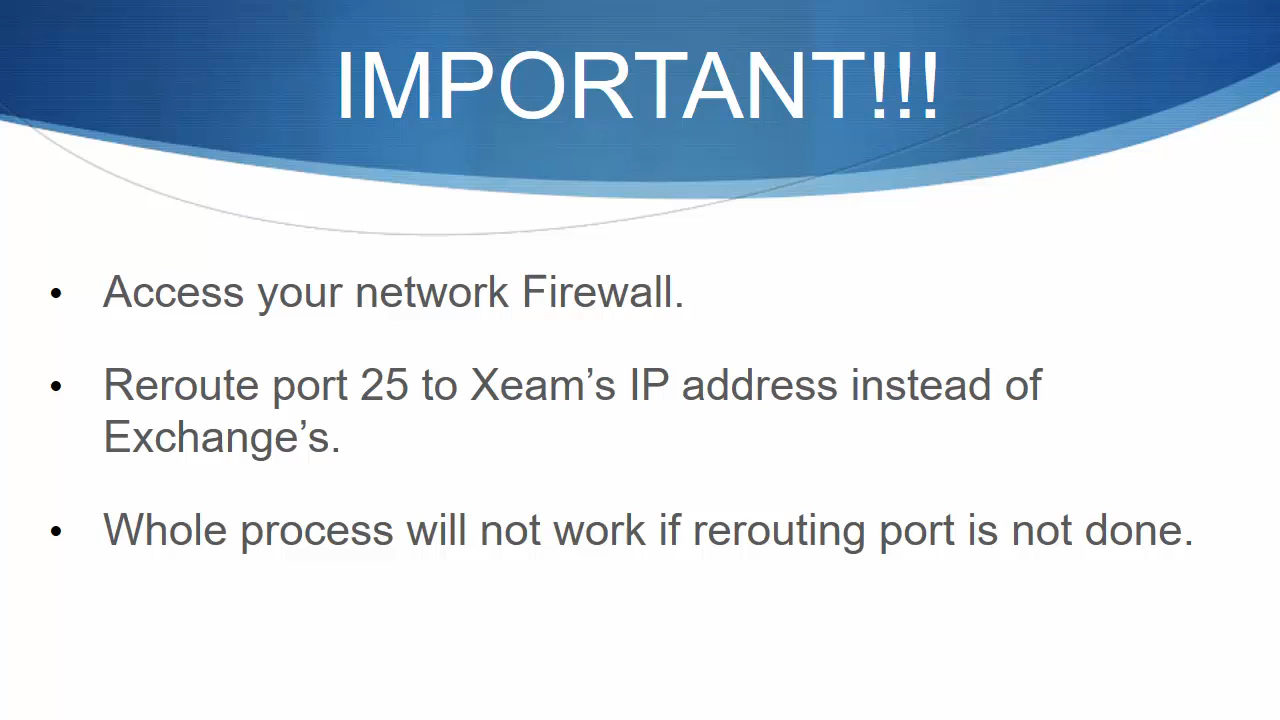 IMPORTANT!!!
• Access your network Firewall.
• Reroute port 25 to Xeam’s IP address instead of
Exchange’s.
• Whole process will not work if rerouting port is not done.